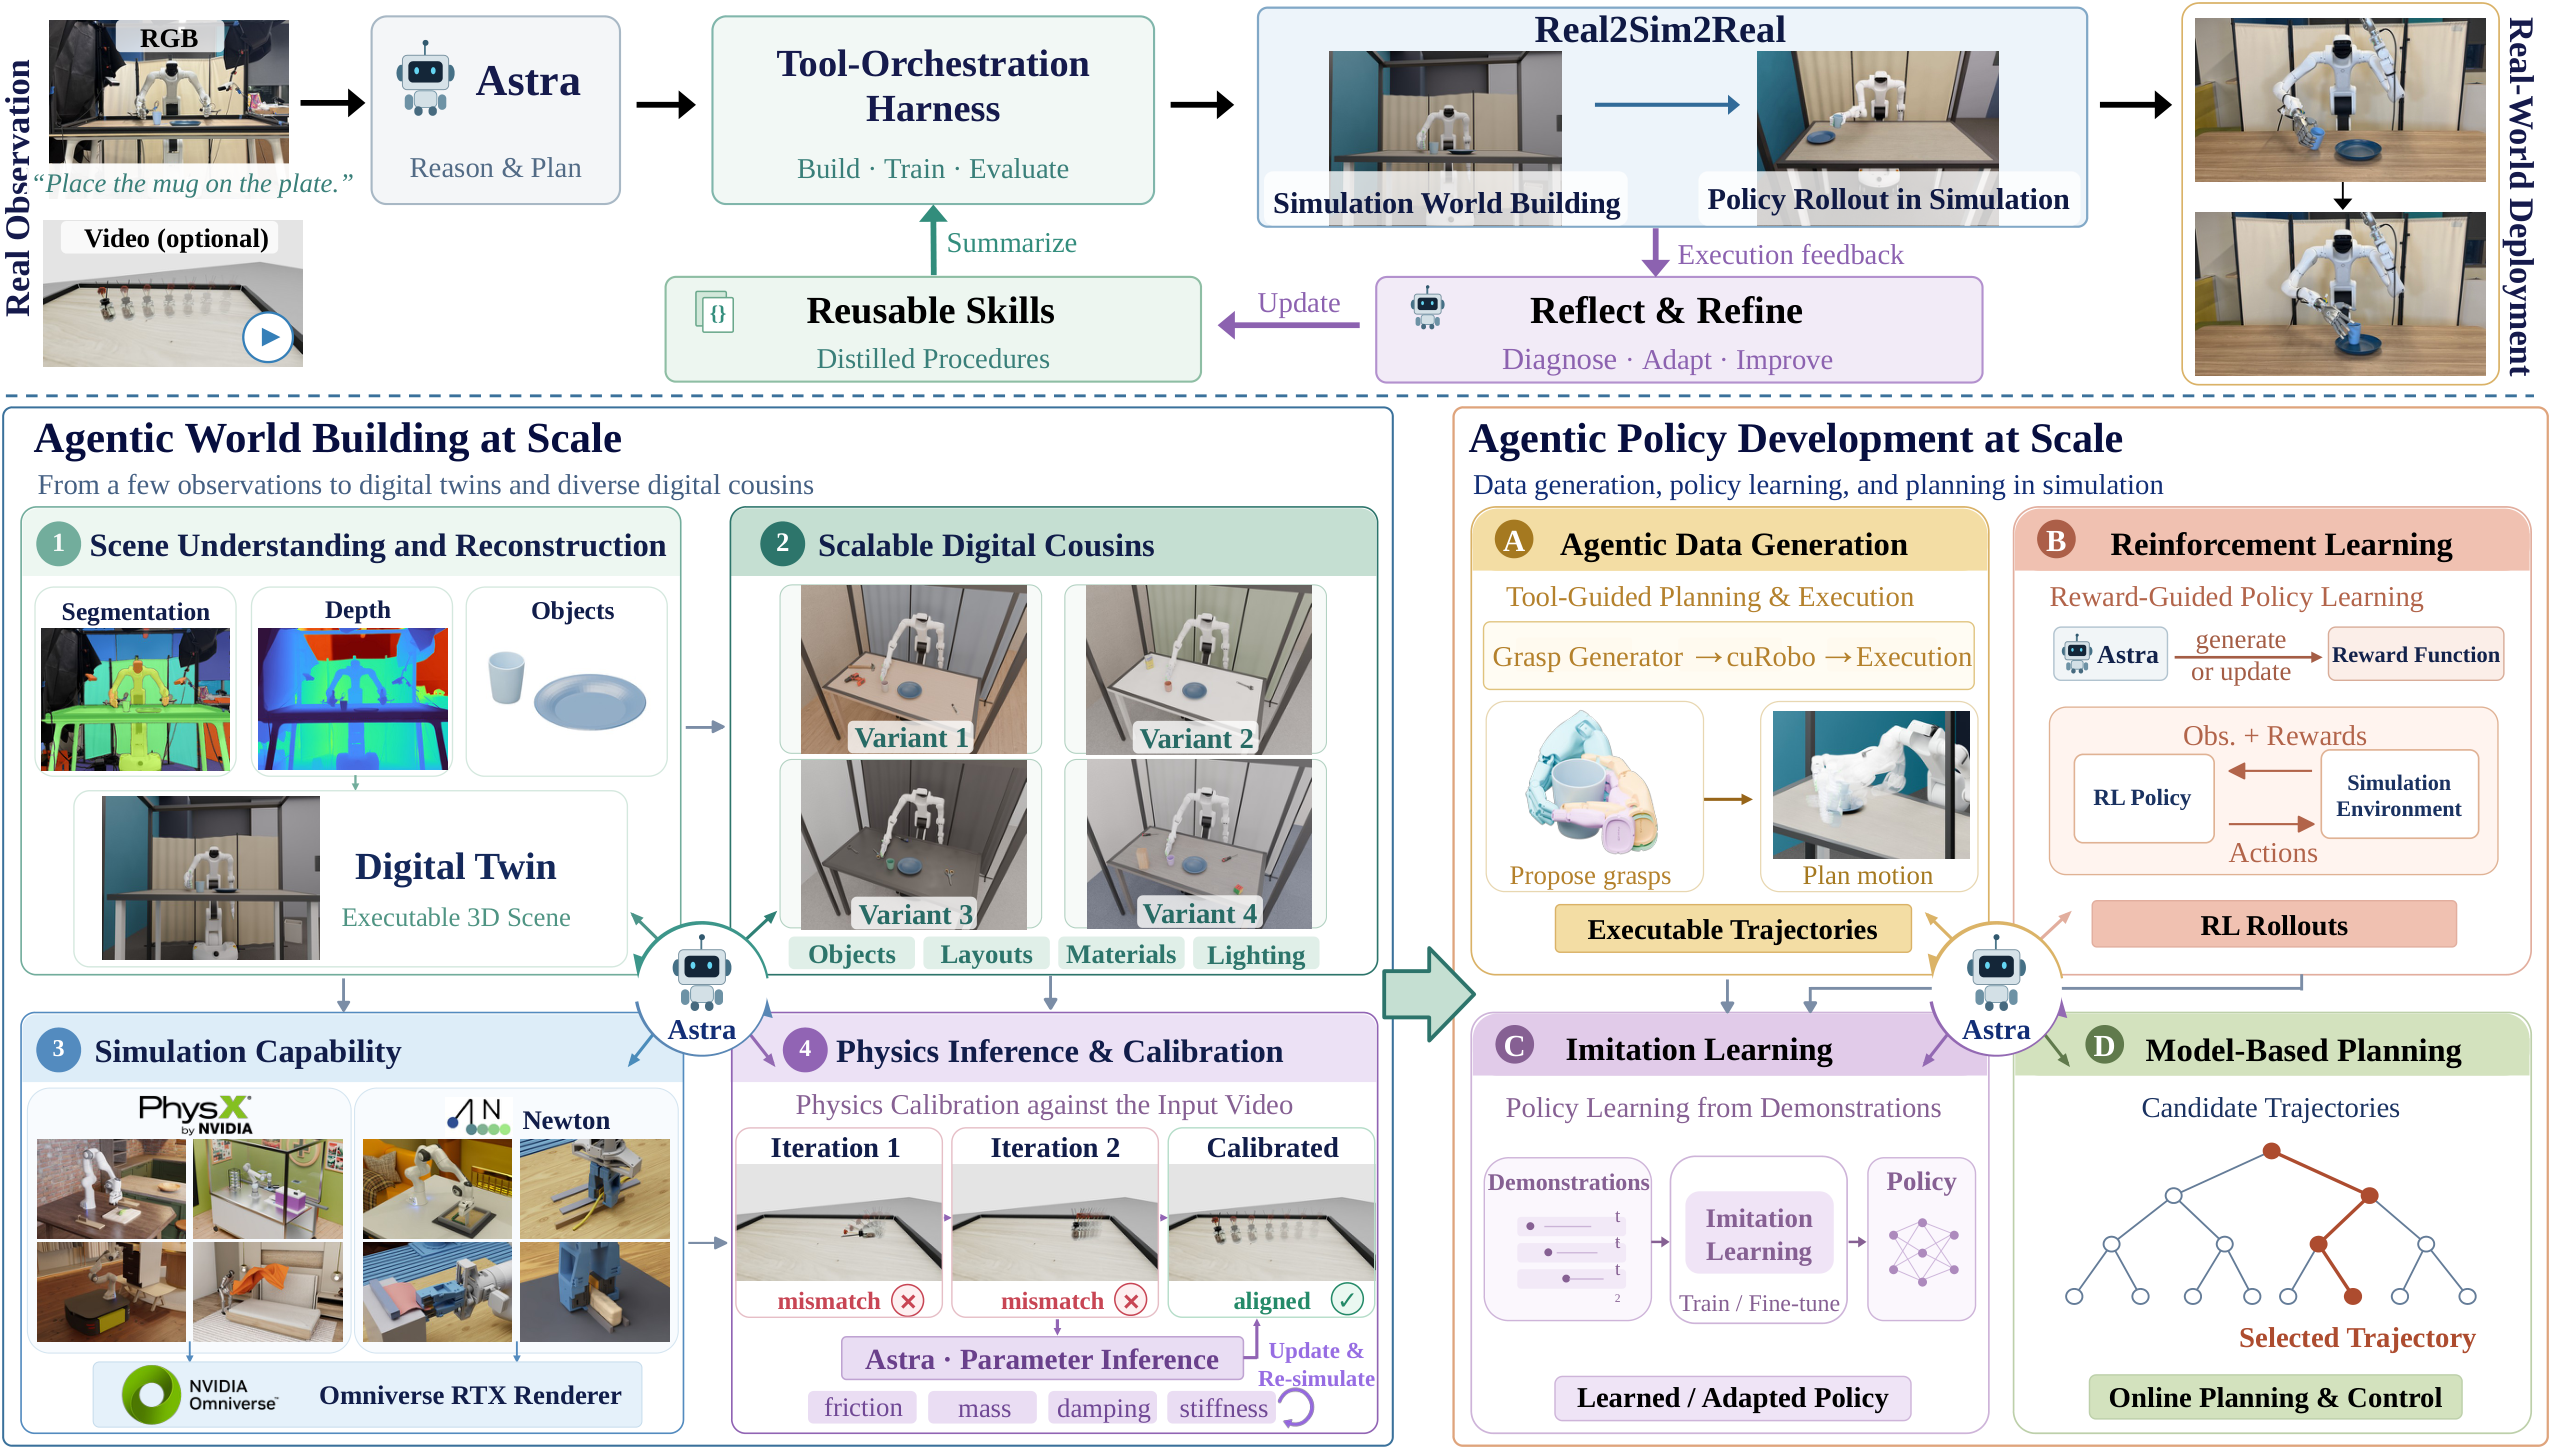 Real Observation
RGB
“Place the mug on the plate.”
Video (optional)
Astra
Reason & Plan
Tool-Orchestration
Harness
Build · Train · Evaluate
Real2Sim2Real
Simulation World Building
Policy Rollout in Simulation
Real-World Deployment
Summarize
Execution feedback
{}
Reusable Skills
Distilled Procedures
Update
Reflect & Refine
Diagnose · Adapt · Improve
Agentic World Building at Scale
From a few observations to digital twins and diverse digital cousins
1 Scene Understanding and Reconstruction
Segmentation
Depth
Objects
Digital Twin
Executable 3D Scene
2 Scalable Digital Cousins
Variant 1
Variant 2
Variant 3
Variant 4
Objects
Layouts
Materials
Lighting
Astra
3 Simulation Capability
PhysX
by NVIDIA
Newton
NVIDIA
Omniverse™
Omniverse RTX Renderer
4 Physics Inference & Calibration
Physics Calibration against the Input Video
Iteration 1
Iteration 2
Calibrated
mismatch
mismatch
aligned
Astra · Parameter Inference
Update &
Re-simulate
friction
mass
damping
stiffness
Agentic Policy Development at Scale
Data generation, policy learning, and planning in simulation
A Agentic Data Generation
Tool-Guided Planning & Execution
Grasp Generator → cuRobo → Execution
Propose grasps
Plan motion
Executable Trajectories
B Reinforcement Learning
Reward-Guided Policy Learning
Astra
generate
or update
Reward Function
Obs. + Rewards
RL Policy
Simulation
Environment
Actions
RL Rollouts
Astra
C Imitation Learning
Policy Learning from Demonstrations
Demonstrations
t
t
t
2
Imitation
Learning
Train / Fine-tune
Policy
Learned / Adapted Policy
D Model-Based Planning
Candidate Trajectories
Selected Trajectory
Online Planning & Control